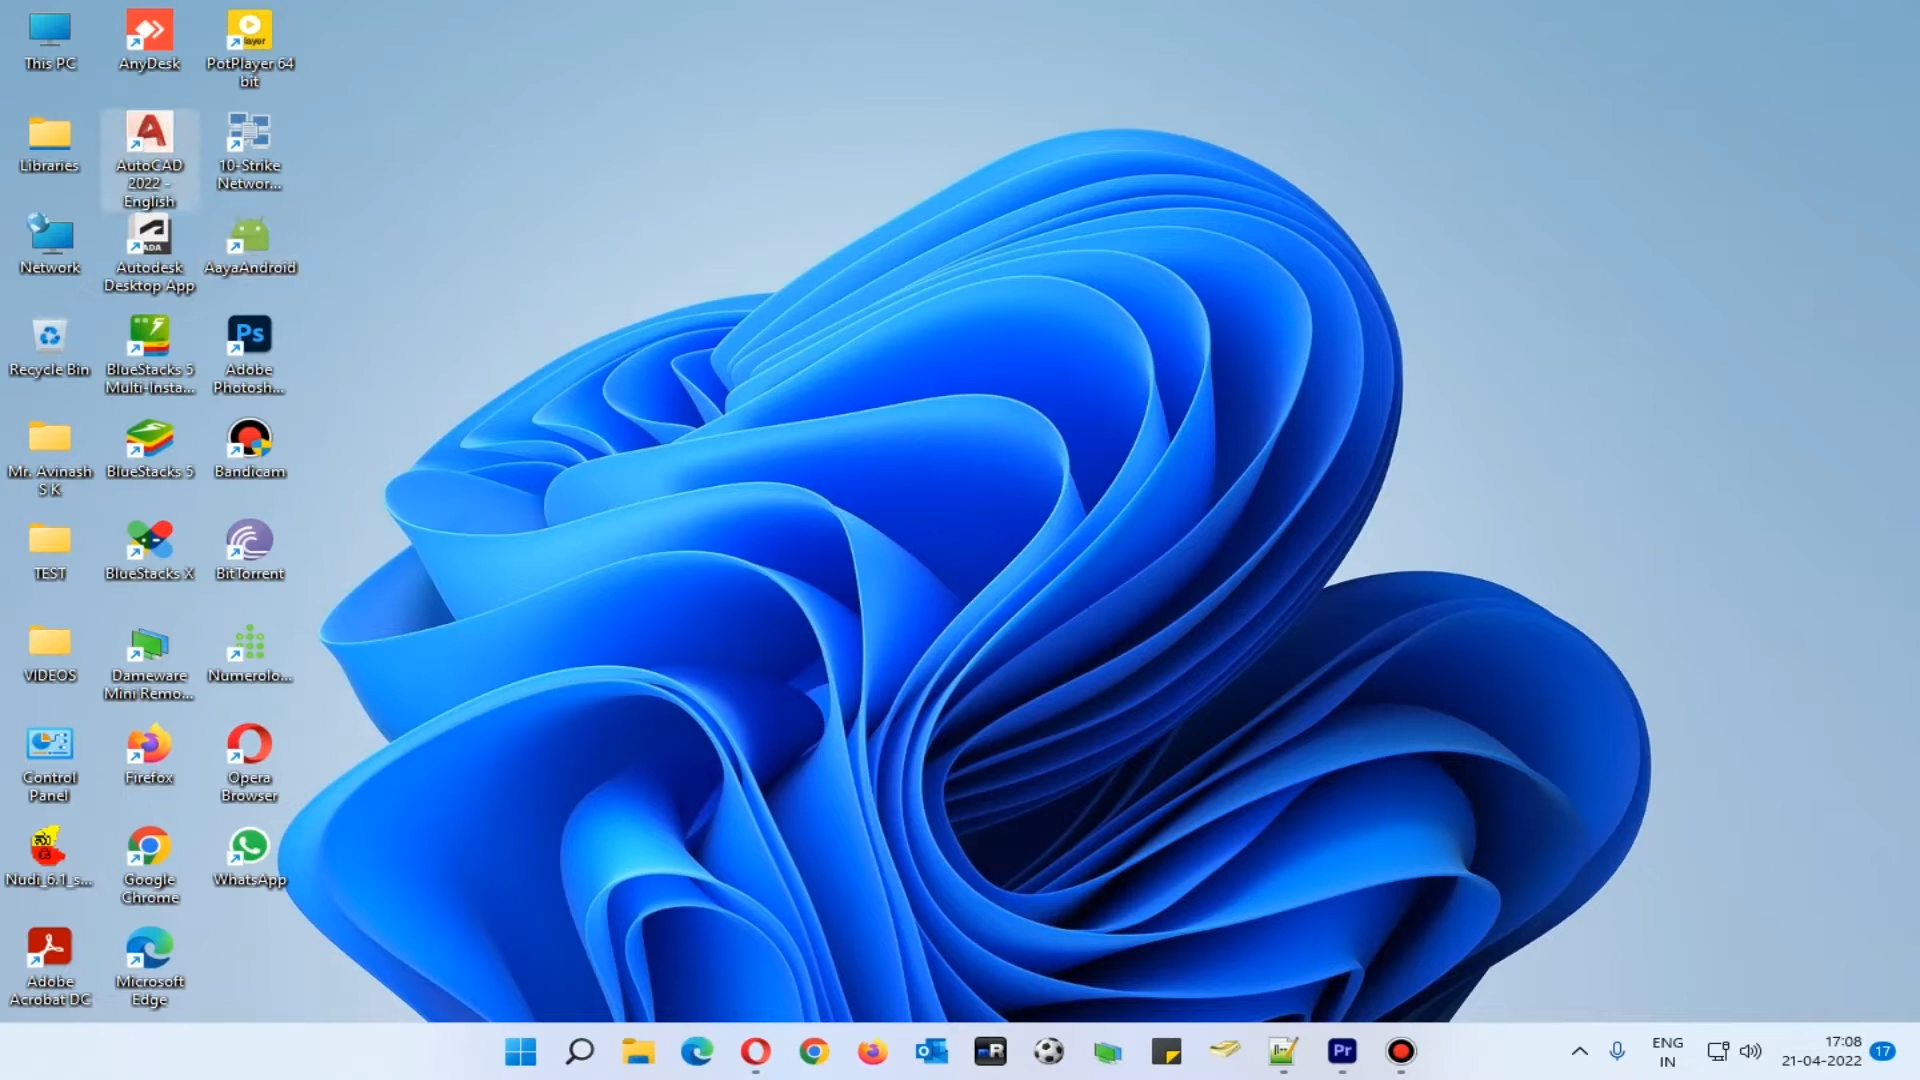 This PC
AnyDesk
PotPlayer 64
bit
Libraries
AutoCAD
2022 -
English
10-Strike
Networ...
Network
Autodesk
Desktop App
AayaAndroid
Recycle Bin
BlueStacks 5
Multi-Insta...
Ps
Adobe
Photosh...
Mr. Avinash
S K
BlueStacks 5
Bandicam
TEST
BlueStacks X
BitTorrent
VIDEOS
Dameware
Mini Remo...
Numerolo...
Control
Panel
Firefox
Opera
Browser
Nudi_6.1_s...
Google
Chrome
WhatsApp
Adobe
Acrobat DC
Microsoft
Edge
Pr
ENG
IN
17:08
21-04-2022
17